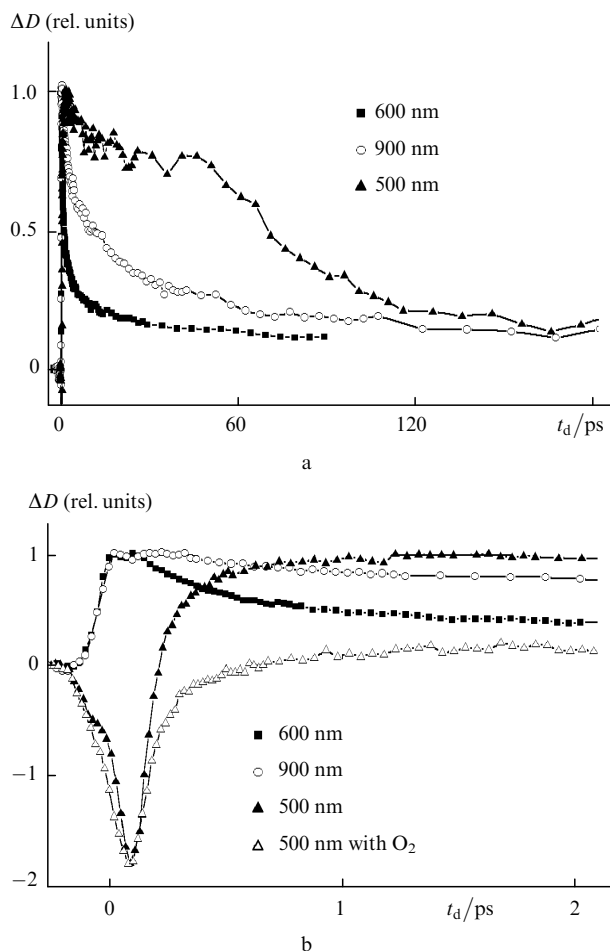 ΔD (rel. units)
1.0
0.5
0
600 nm
900 nm
500 nm
0
60
120
t_d/ps
a
ΔD (rel. units)
1
0
−1
−2
600 nm
900 nm
500 nm
500 nm with O₂
0
1
t_d/ps
2
b